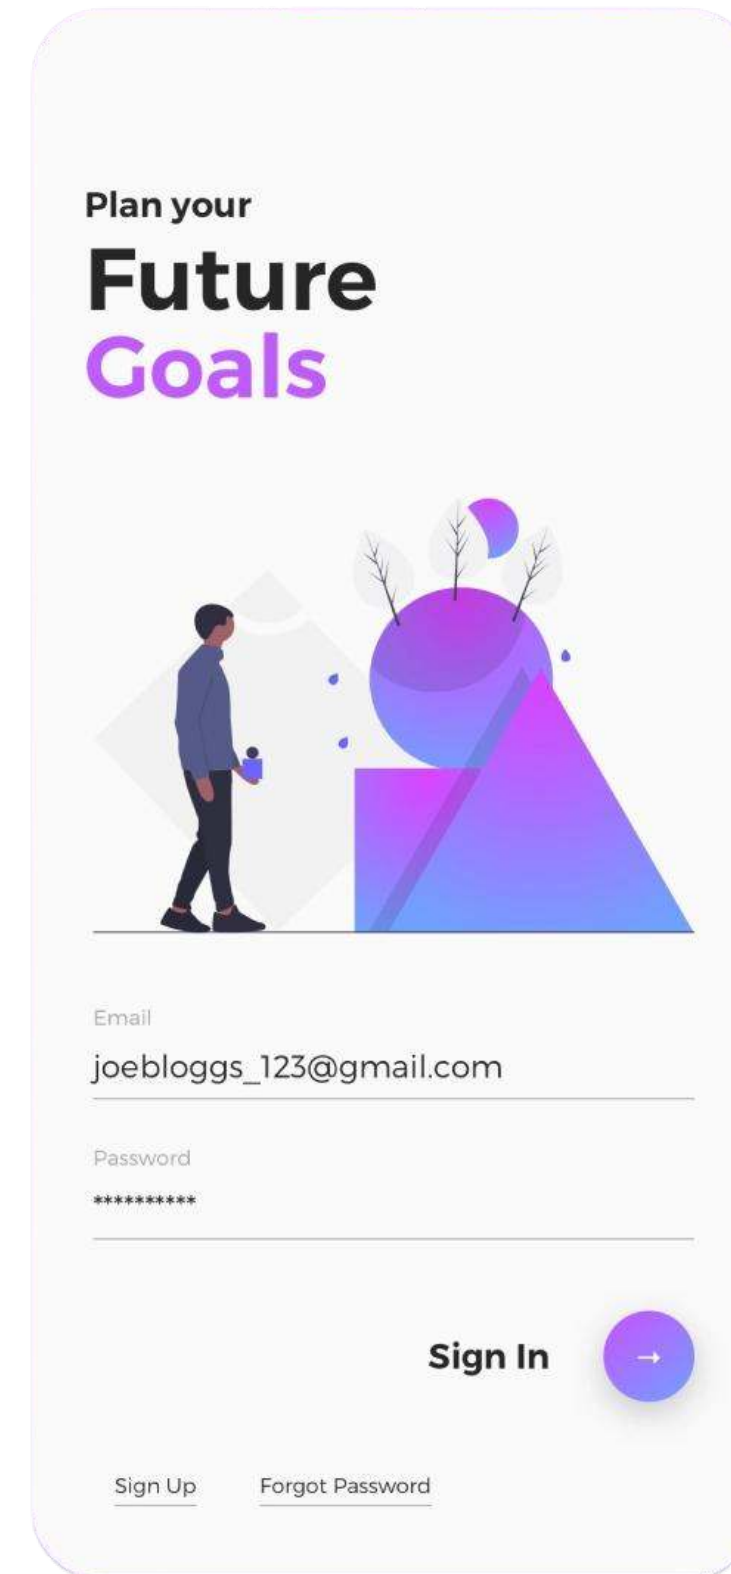 Plan your
Future
Goals
Email
joebloggs_123@gmail.com
Password
**********
Sign In →
Sign Up Forgot Password